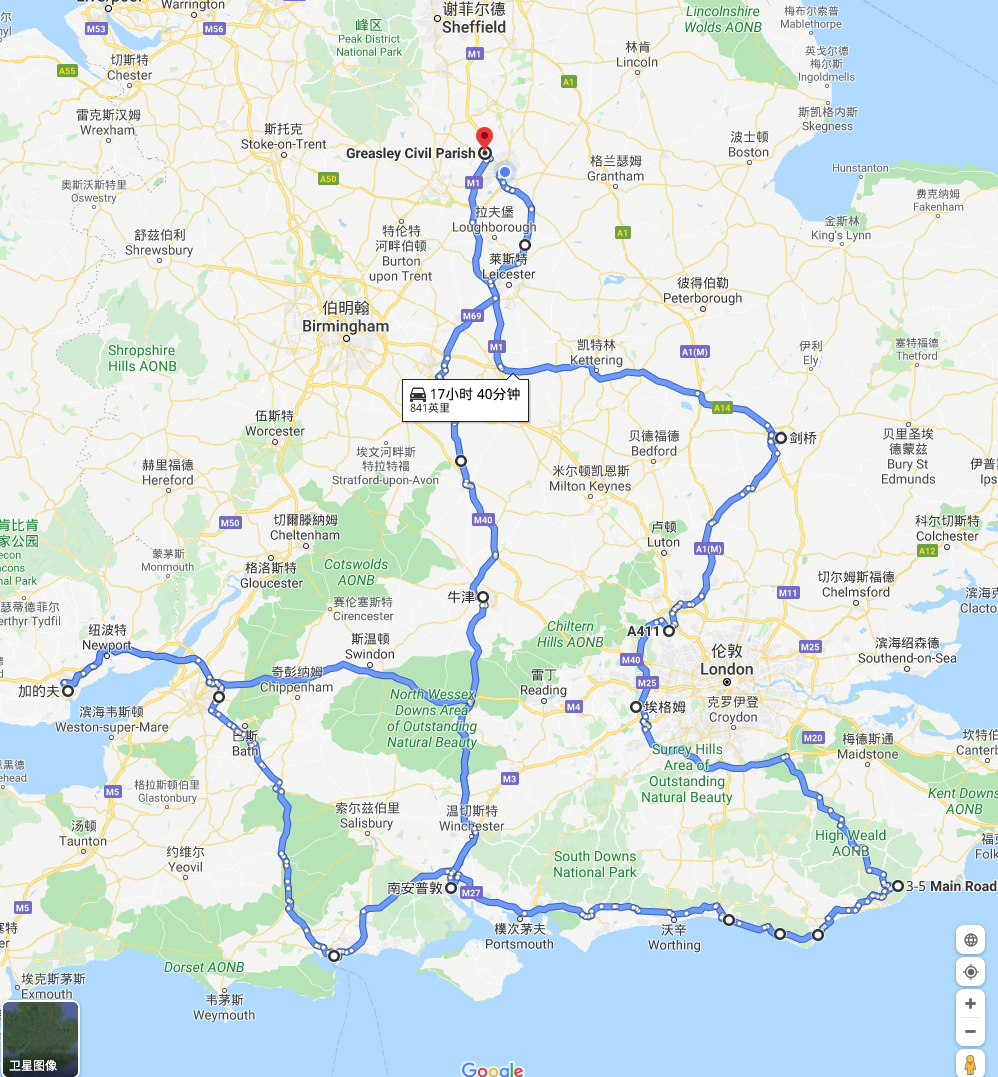 Liverpool
Warrington
谢菲尔德
Sheffield
Lincolnshire
Wolds AONB
梅布尔索普
Mablethorpe
M53
M56
峰区
Peak District
National Park
M1
林肯
Lincoln
英戈尔德
梅尔斯
Ingoldmells
A55
切斯特
Chester
A1
雷克斯汉姆
Wrexham
斯托克
Stoke-on-Trent
斯凯格内斯
Skegness
Greasley Civil Parish
波士顿
Boston
格兰瑟姆
Grantham
Hunstanton
A50
M1
奥斯沃斯特里
Oswestry
费克纳姆
Fakenham
拉夫堡
Loughborough
金斯林
King's Lynn
舒兹伯利
Shrewsbury
特伦特
河畔伯顿
Burton
upon Trent
A1
莱斯特
Leicester
彼得伯勒
Peterborough
伯明翰
Birmingham
M69
M1
凯特林
Kettering
A1(M)
伊利
Ely
塞特福德
Thetford
Shropshire
Hills AONB
17小时 40分钟
841英里
A14
伍斯特
Worcester
剑桥
贝德福德
Bedford
贝里圣埃
德蒙兹
Bury St
Edmunds
埃文河畔斯
特拉特福
Stratford-upon-Avon
赫里福德
Hereford
米尔顿凯恩斯
Milton Keynes
伊普
Ips
M50
切爾滕納姆
Cheltenham
M40
卢顿
Luton
科尔切斯特
Colchester
A12
肯比肯
家公园
econ
cons
nal Park
蒙茅斯
Monmouth
格洛斯特
Gloucester
Cotswolds
AONB
A1(M)
M11
切尔姆斯福德
Chelmsford
滨海克
Clacto
瑟蒂德菲尔
erthyr Tydfil
牛津
赛伦塞斯特
Cirencester
Chiltern
Hills AONB
A411
纽波特
Newport
斯温顿
Swindon
M40
伦敦
London
M25
滨海绍森德
Southend-on-Sea
奇彭纳姆
Chippenham
雷丁
Reading
M25
加的夫
North Wessex
Downs Area
of Outstanding
Natural Beauty
M4
埃格姆
克罗伊登
Croydon
滨海韦斯顿
Weston-super-Mare
巴斯
Bath
M20
梅德斯通
Maidstone
坎特伯
Canterb
Surrey Hills
Area of
Outstanding
Natural Beauty
M3
M5
格拉斯顿伯里
Glastonbury
Kent Downs
AONB
索尔兹伯里
Salisbury
温切斯特
Winchester
汤顿
Taunton
High Weald
AONB
福克
Folk
约维尔
Yeovil
South Downs
National Park
南安普敦
M27
3-5 Main Road
M5
樸次茅夫
Portsmouth
沃辛
Worthing
Dorset AONB
埃克斯茅斯
Exmouth
韦茅斯
Weymouth
卫星图像
Google